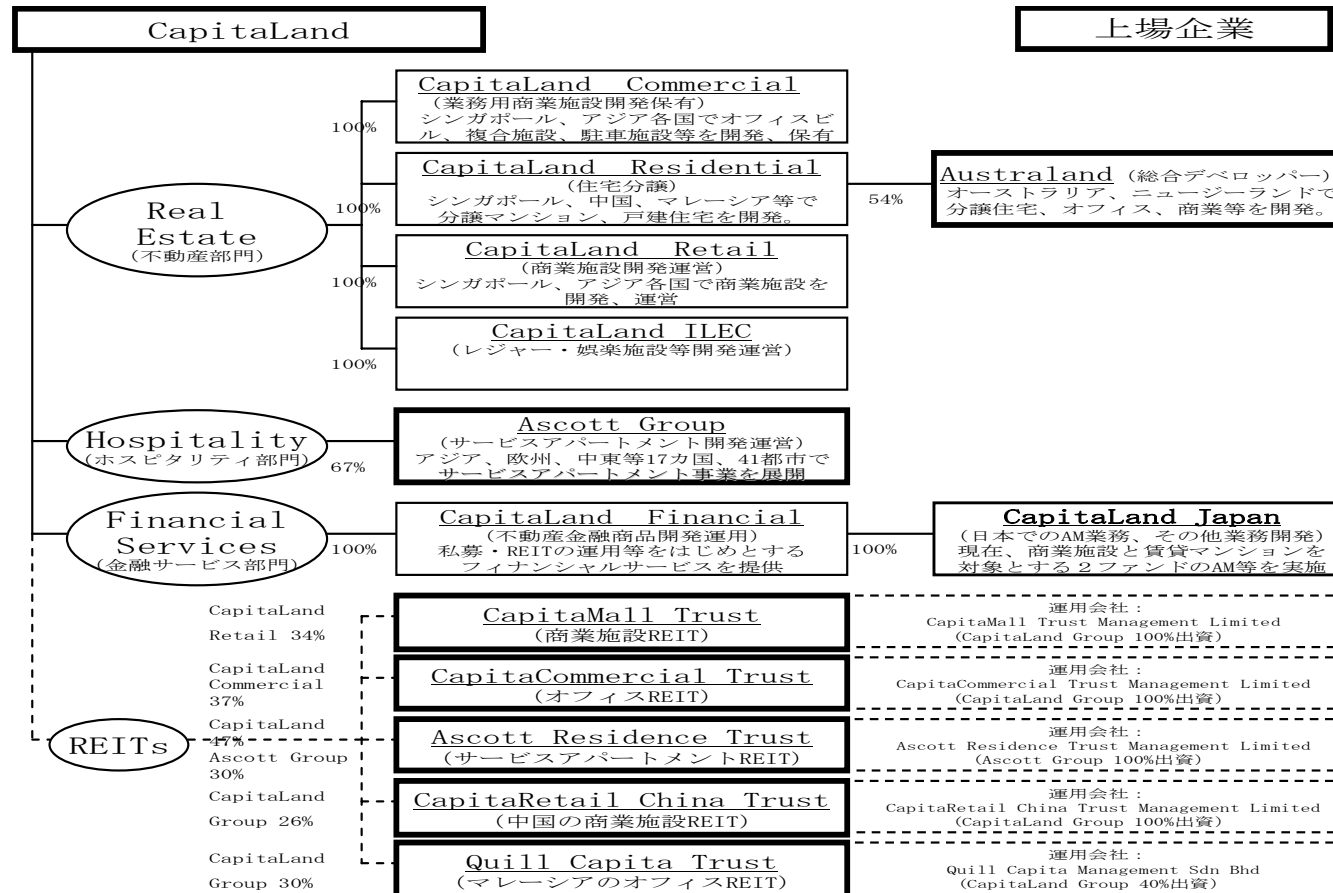 CapitaLand
上場企業
CapitaLand Commercial
(業務用商業施設開発保有)
シンガポール、アジア各国でオフィスビ
ル、複合施設、駐車施設等を開発、保有
100%
CapitaLand Residential
(住宅分譲)
シンガポール、中国、マレーシア等で
分譲マンション、戸建住宅を開発。
100%
54%
Australand (総合デベロッパー)
オーストラリア、ニュージーランドで
分譲住宅、オフィス、商業等を開発。
Real
Estate
(不動産部門)
CapitaLand Retail
(商業施設開発運営)
シンガポール、アジア各国で商業施設を
開発、運営
100%
CapitaLand ILEC
(レジャー・娯楽施設等開発運営)
100%
Hospitality
(ホスピタリティ部門)
67%
Ascott Group
(サービスアパートメント開発運営)
アジア、欧州、中東等17カ国、41都市で
サービスアパートメント事業を展開
Financial
Services
(金融サービス部門)
100%
CapitaLand Financial
(不動産金融商品開発運用)
私募・REITの運用等をはじめとする
フィナンシャルサービスを提供
100%
CapitaLand Japan
(日本でのAM業務、その他業務開発)
現在、商業施設と賃貸マンションを
対象とする2ファンドのAM等を実施
REITs
CapitaLand
Retail 34%
CapitaMall Trust
(商業施設REIT)
運用会社:
CapitaMall Trust Management Limited
(CapitaLand Group 100%出資)
CapitaLand
Commercial
37%
CapitaCommercial Trust
(オフィスREIT)
運用会社:
CapitaCommercial Trust Management Limited
(CapitaLand Group 100%出資)
CapitaLand
47%
Ascott Group
30%
Ascott Residence Trust
(サービスアパートメントREIT)
運用会社:
Ascott Residence Trust Management Limited
(Ascott Group 100%出資)
CapitaLand
Group 26%
CapitaRetail China Trust
(中国の商業施設REIT)
運用会社:
CapitaRetail China Trust Management Limited
(CapitaLand Group 100%出資)
CapitaLand
Group 30%
Quill Capita Trust
(マレーシアのオフィスREIT)
運用会社:
Quill Capita Management Sdn Bhd
(CapitaLand Group 40%出資)